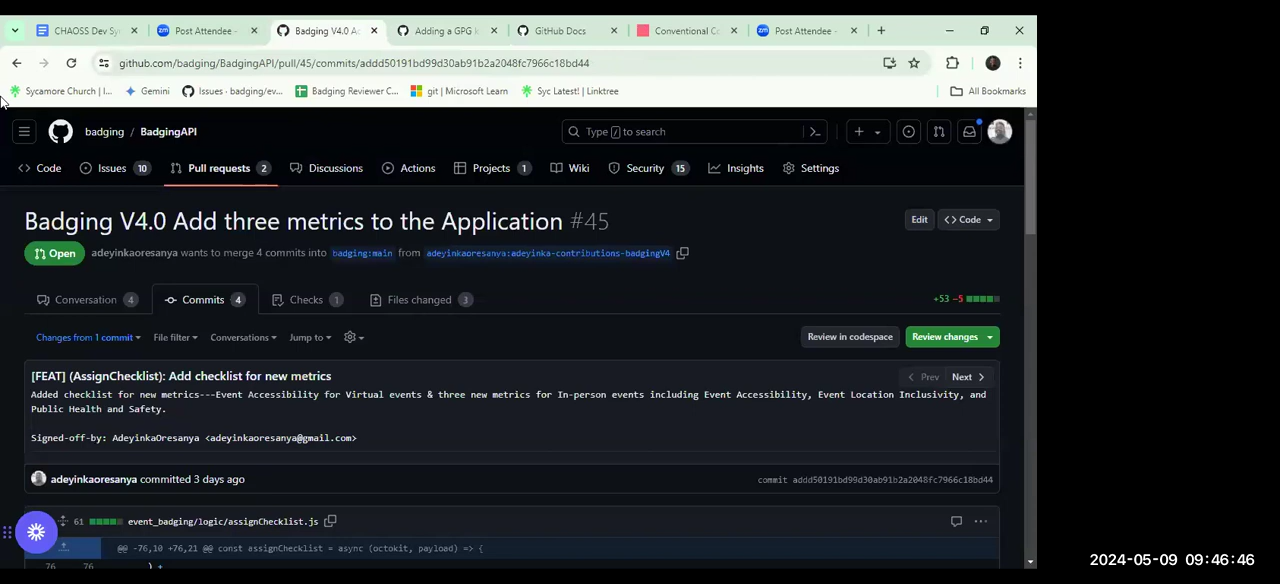 CHAOSS Dev Sy
Post Attendee -
Badging V4.0 A
Adding a GPG k
GitHub Docs
Conventional Co
Post Attendee -
github.com/badging/BadgingAPI/pull/45/commits/addd50191bd99d30ab91b2a2048fc7966c18bd44
Sycamore Church | I...
Gemini
Issues · badging/ev...
Badging Reviewer C...
git | Microsoft Learn
Syc Latest! | Linktree
All Bookmarks
badging / BadgingAPI
Type / to search
Code
Issues 10
Pull requests 2
Discussions
Actions
Projects 1
Wiki
Security 15
Insights
Settings
Badging V4.0 Add three metrics to the Application #45
Edit
Code
Open
adeyinkaoresanya wants to merge 4 commits into badging:main from adeyinkaoresanya:adeyinka-contributions-badgingV4
Conversation 4
Commits 4
Checks 1
Files changed 3
+53 −5
Changes from 1 commit
File filter
Conversations
Jump to
Review in codespace
Review changes
[FEAT] (AssignChecklist): Add checklist for new metrics
Prev
Next
Added checklist for new metrics---Event Accessibility for Virtual events & three new metrics for In-person events including Event Accessibility, Event Location Inclusivity, and
Public Health and Safety.
Signed-off-by: AdeyinkaOresanya <adeyinkaoresanya@gmail.com>
adeyinkaoresanya committed 3 days ago
commit addd50191bd99d30ab91b2a2048fc7966c18bd44
61
event_badging/logic/assignChecklist.js
@@ -76,10 +76,21 @@ const assignChecklist = async (octokit, payload) => {
76 76 ) +
2024-05-09 09:46:46